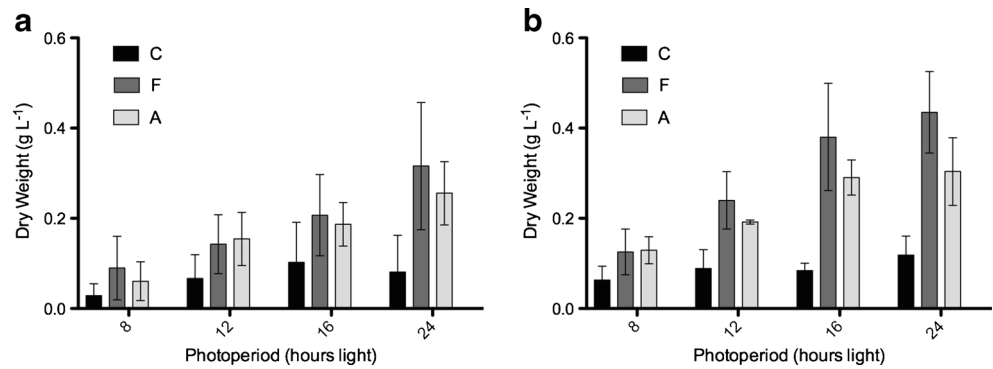 a
0.6
0.4
0.2
0.0
Dry Weight (g L⁻¹)
C
F
A
8
12
16
24
Photoperiod (hours light)
b
0.6
0.4
0.2
0.0
Dry Weight (g L⁻¹)
C
F
A
8
12
16
24
Photoperiod (hours light)